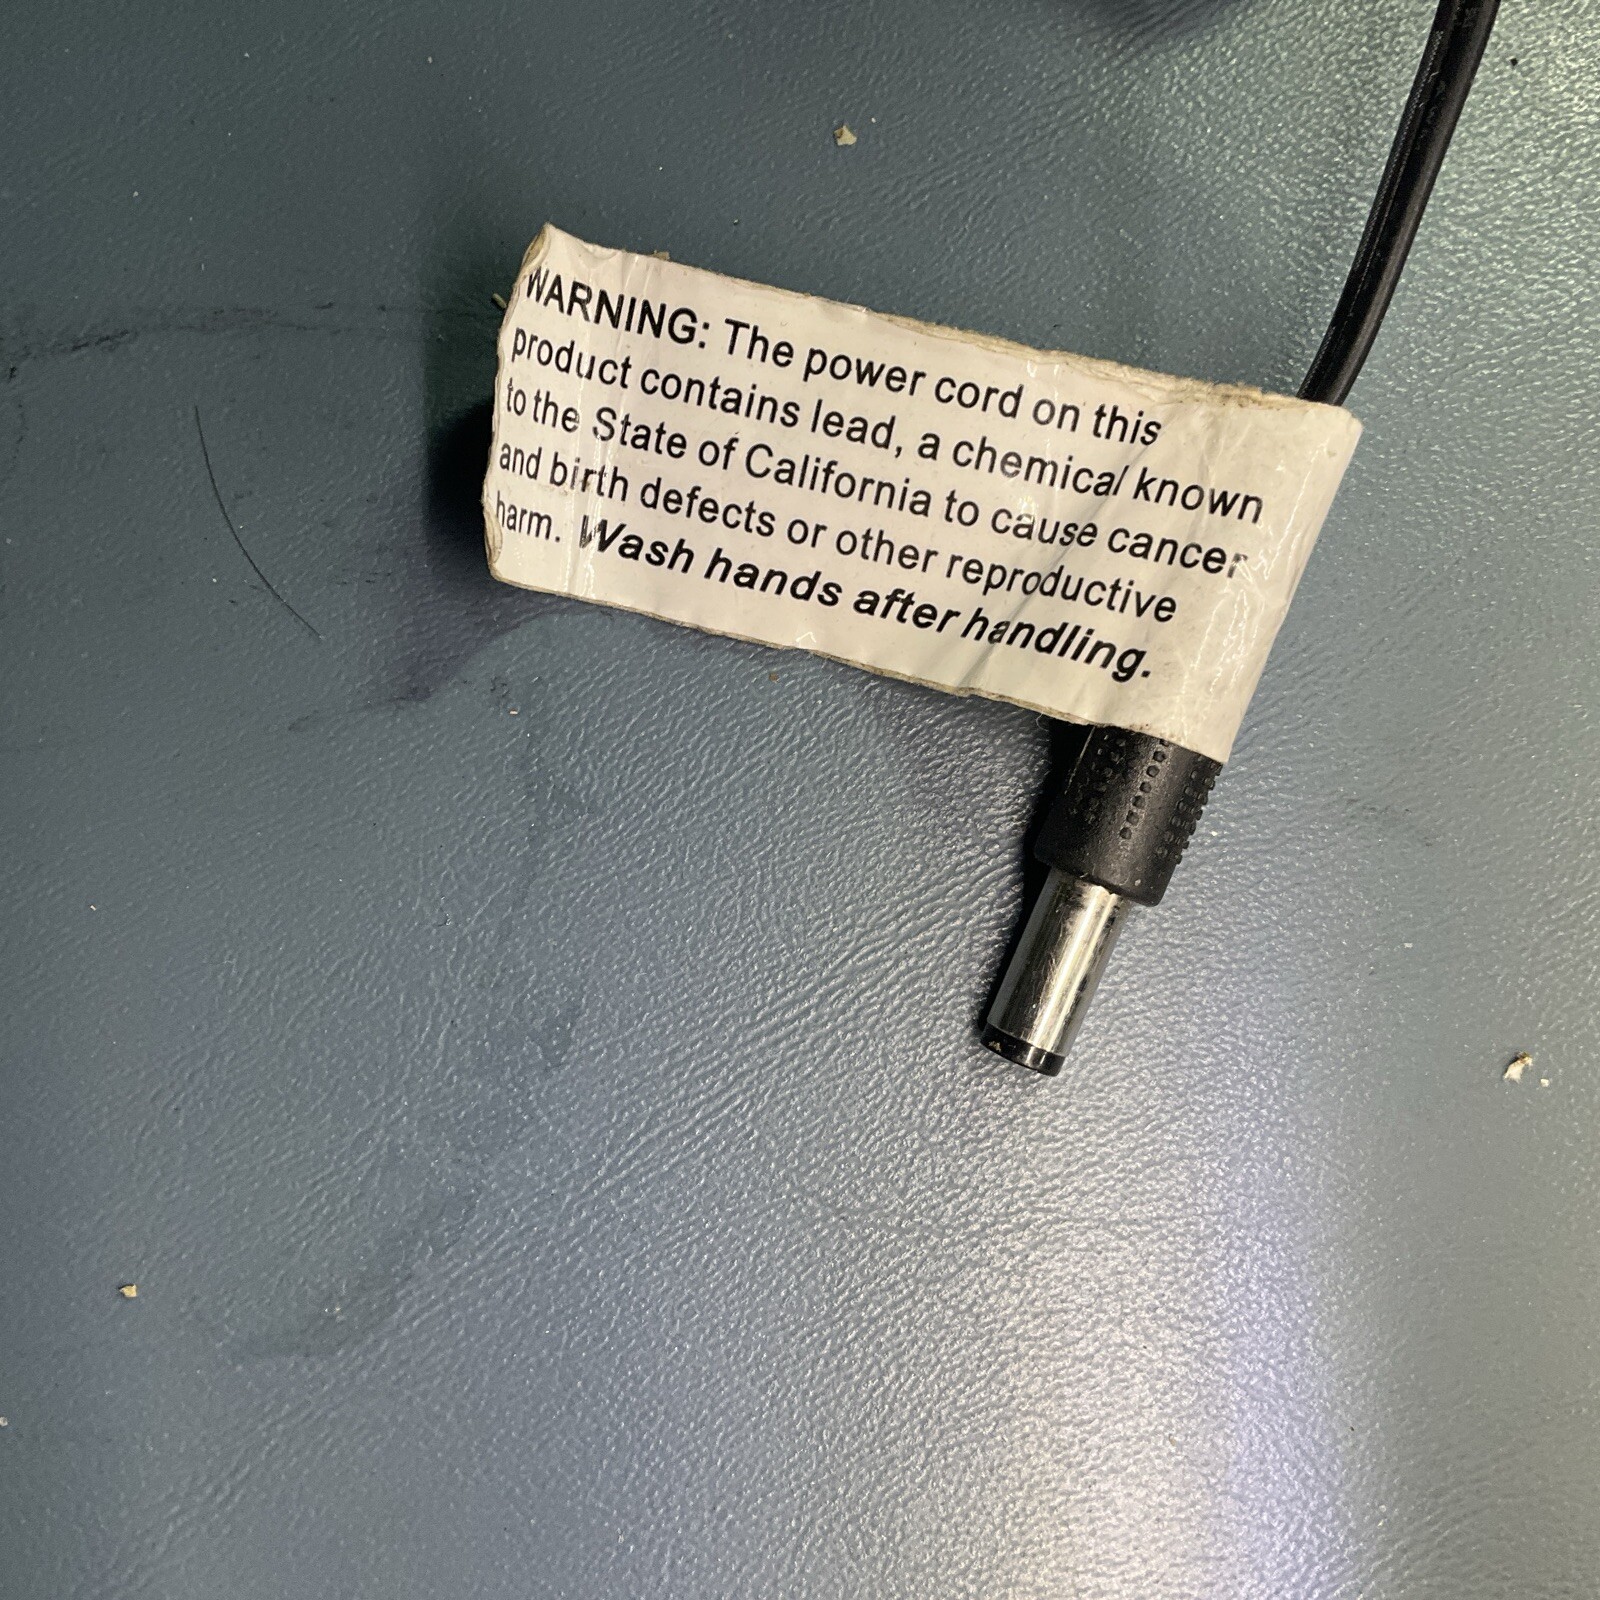 WARNING: The power cord on this
product contains lead, a chemical known
to the State of California to cause cancer
and birth defects or other reproductive
harm. Wash hands after handling.